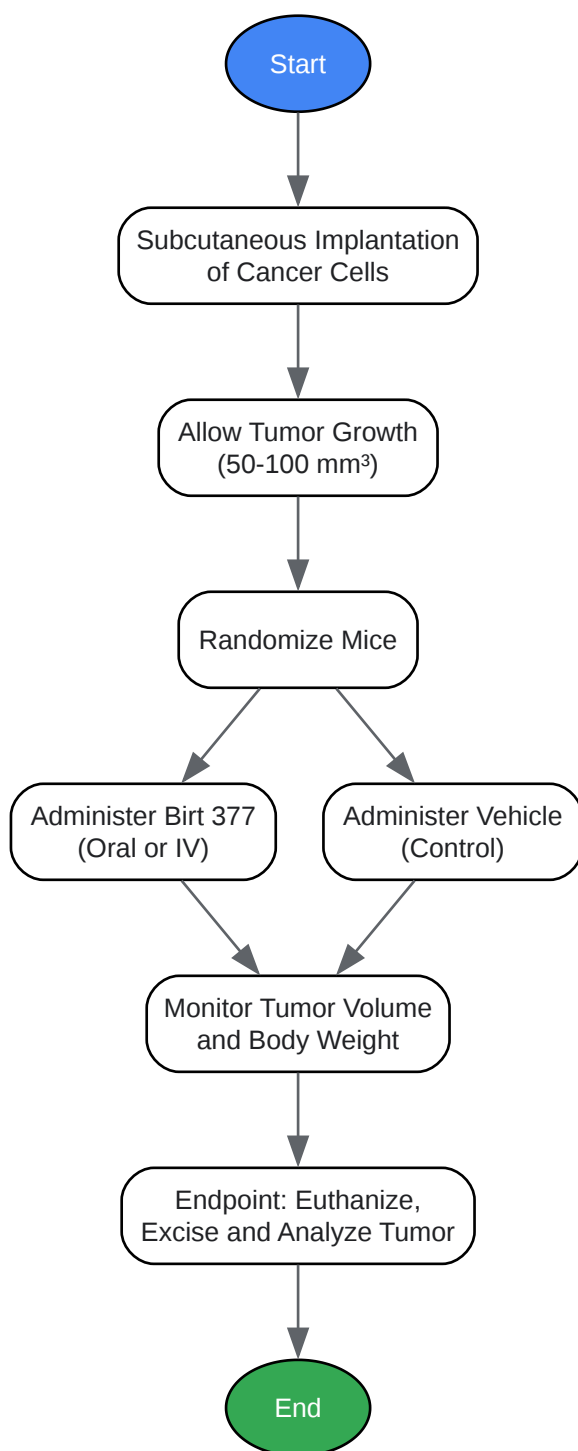 Start
Subcutaneous Implantation
of Cancer Cells
Allow Tumor Growth
(50-100 mm³)
Randomize Mice
Administer Birt 377
(Oral or IV)
Administer Vehicle
(Control)
Monitor Tumor Volume
and Body Weight
Endpoint: Euthanize,
Excise and Analyze Tumor
End